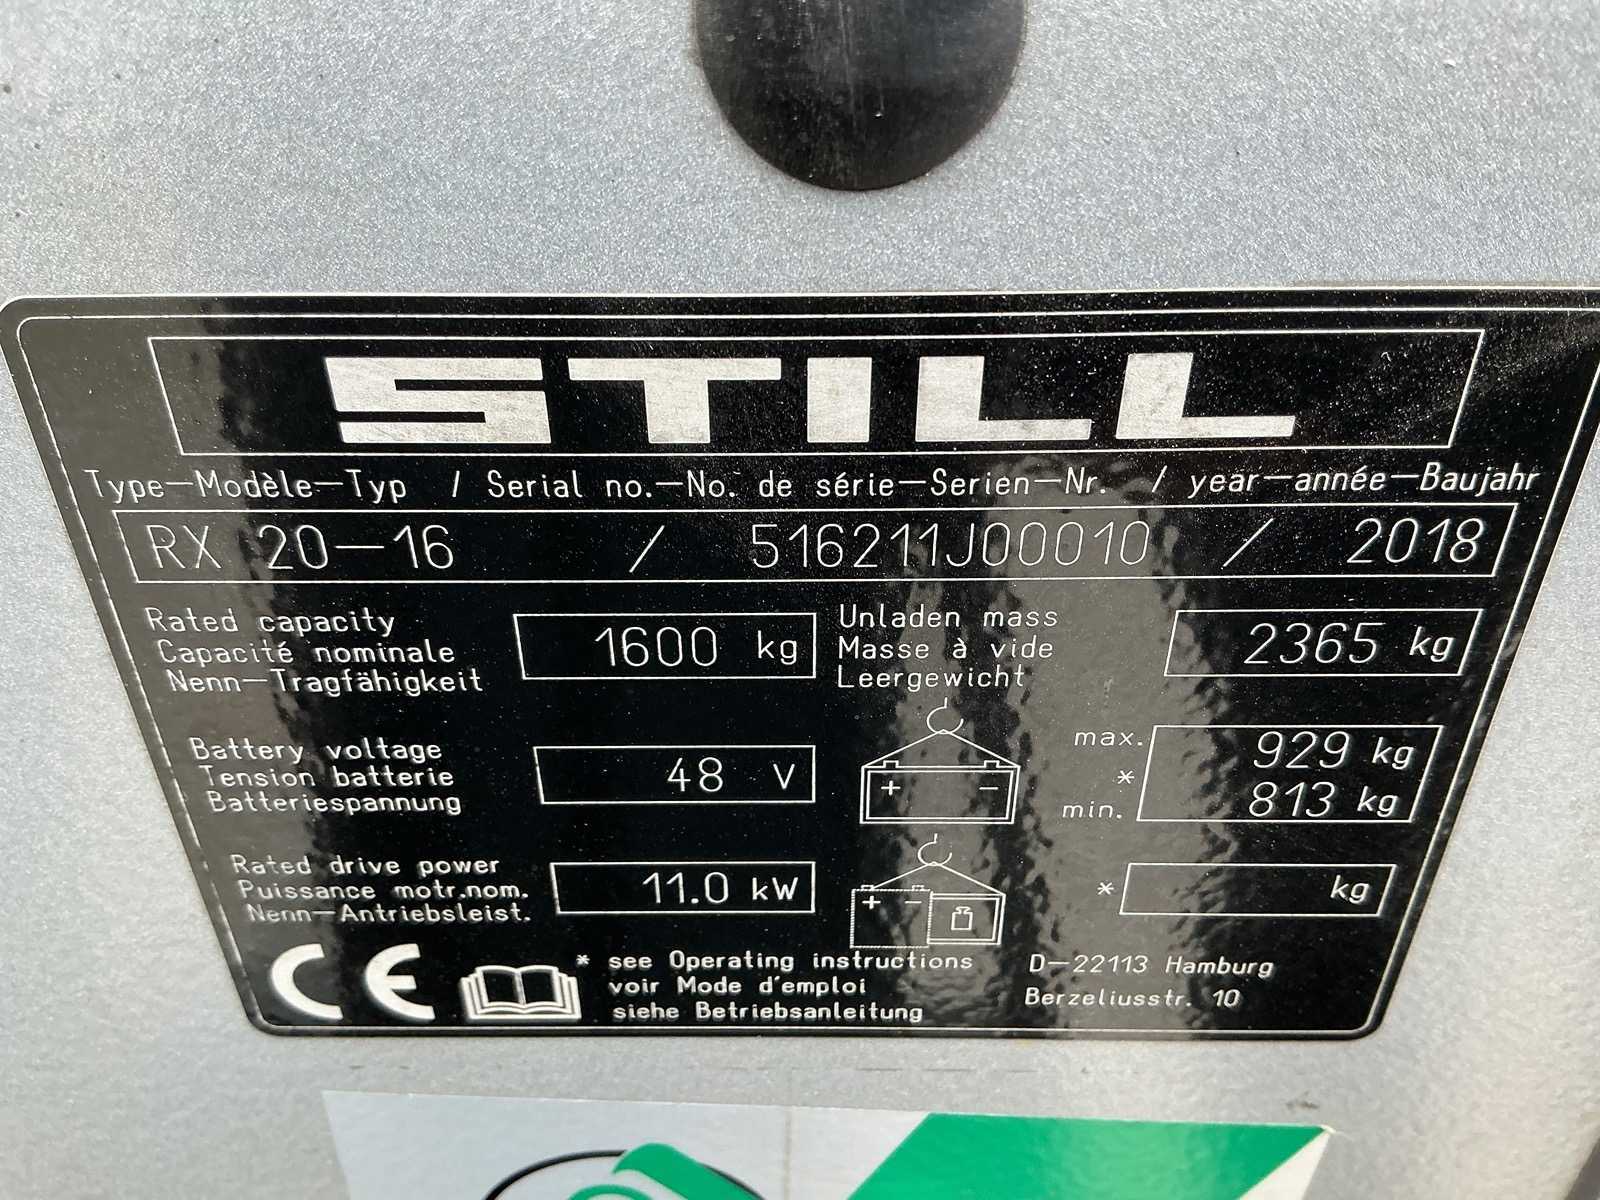 STILL
Type-Modèle-Typ / Serial no.-No. de série-Serien-Nr. / year-année-Baujahr
RX 20-16 / 516211J00010 / 2018
Rated capacity
Capacité nominale
Nenn-Tragfähigkeit
1600 kg
Unladen mass
Masse à vide
Leergewicht
2365 kg
Battery voltage
Tension batterie
Batteriespannung
48 V
+ -
max. 929 kg
*
min. 813 kg
Rated drive power
Puissance motr.nom.
Nenn-Antriebsleist.
11.0 kW
+ -
* kg
CE
* see Operating instructions
voir Mode d'emploi
siehe Betriebsanleitung
D-22113 Hamburg
Berzeliusstr. 10